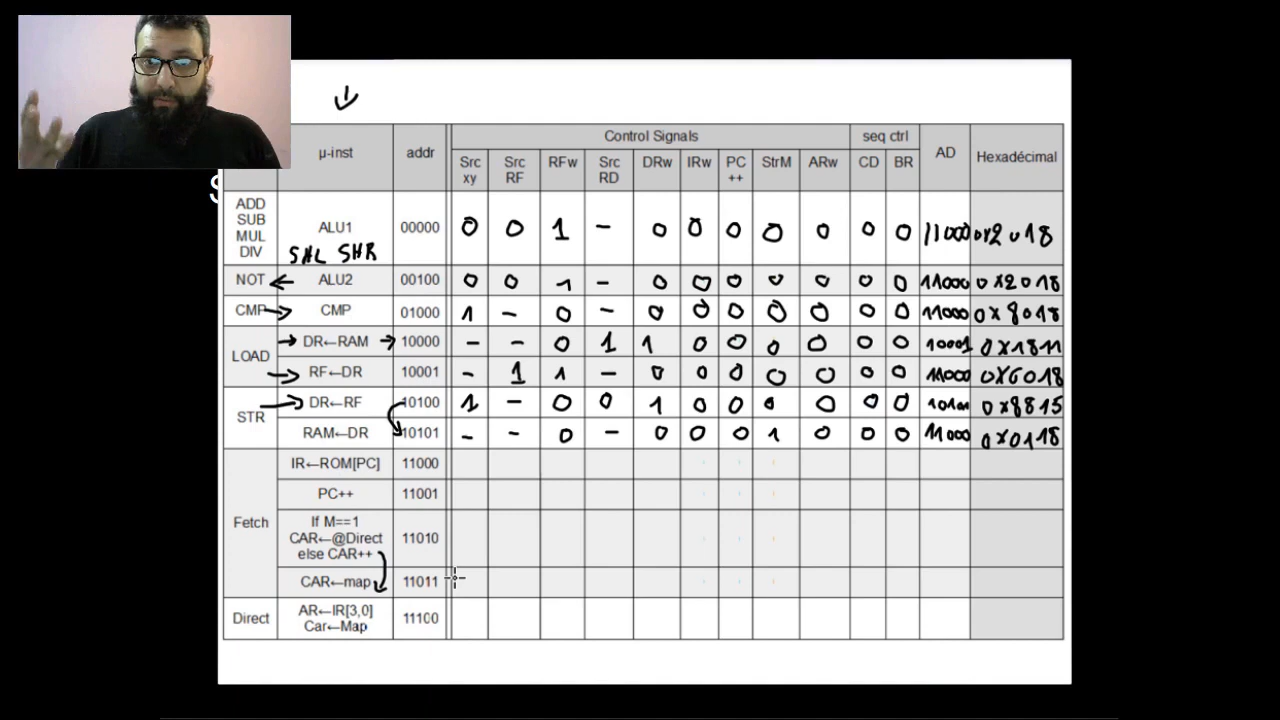 S
Control Signals seq ctrl
μ-inst addr Src xy Src RF RFw Src RD DRw IRw PC ++ StrM ARw CD BR AD Hexadécimal
ADD SUB MUL DIV ALU1 SHL SHR 00000 0 0 1 - 0 0 0 0 0 0 0 11000 0x2018
NOT ALU2 00100 0 0 1 - 0 0 0 0 0 0 0 11000 0x2018
CMP CMP 01000 1 - 0 - 0 0 0 0 0 0 0 11000 0x8018
LOAD DR←RAM 10000 - - 0 1 1 0 0 0 0 0 0 10001 0x1811
RF←DR 10001 - 1 1 - 0 0 0 0 0 0 0 11000 0x6018
STR DR←RF 10100 1 - 0 0 1 0 0 0 0 0 0 10101 0x8815
RAM←DR 10101 - - 0 - 0 0 0 1 0 0 0 11000 0x0118
Fetch IR←ROM[PC] 11000
PC++ 11001
If M==1
CAR←@Direct 11010
else CAR++
CAR←map 11011
Direct AR←IR[3,0] 11100
Car←Map